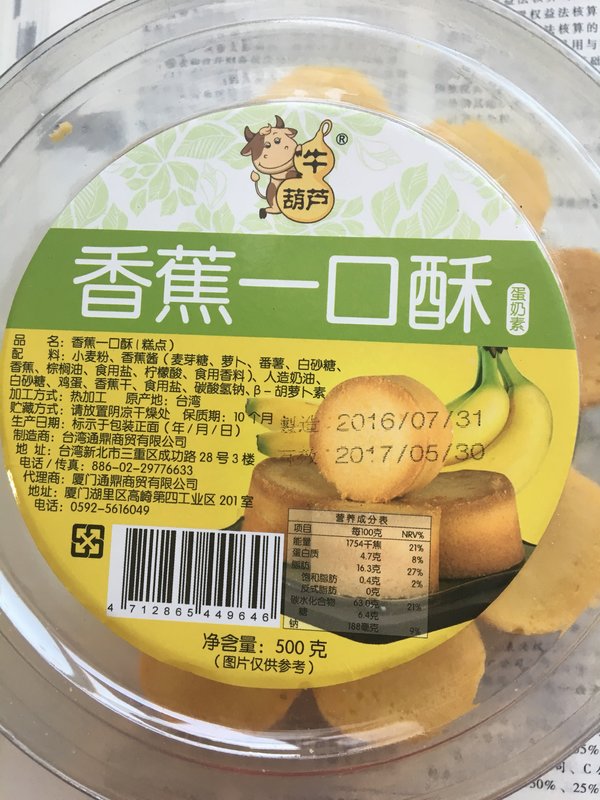 牛
葫芦
®
香蕉一口酥
蛋奶素
品 名：香蕉一口酥（糕点）
配 料：小麦粉、香蕉酱（麦芽糖、萝卜、番薯、白砂糖、
香蕉、棕榈油、食用盐、柠檬酸、食用香料）、人造奶油、
白砂糖、鸡蛋、香蕉干、食用盐、碳酸氢钠、β-胡萝卜素
加工方式：热加工 原产地：台湾
贮藏方式：请放置阴凉干燥处 保质期：10个月
生产日期：标示于包装正面（年／月／日）
製造 2016/07/31
有效 2017/05/30
制造商：台湾通鼎商贸有限公司
地 址：台湾新北市三重区成功路28号3楼
电话／传真：886-02-29776633
代理商：厦门通鼎商贸有限公司
地址：厦门湖里区高崎第四工业区201室
电话：0592-5616049
营养成分表
项目 每100克 NRV%
能量 1754千焦 21%
蛋白质 4.7克 8%
脂肪 16.3克 27%
饱和脂肪 0.4克 2%
反式脂肪 0克
碳水化合物 63.0克 21%
糖 6.4克
钠 188毫克 9%
4 712865 449646
净含量：500克
（图片仅供参考）